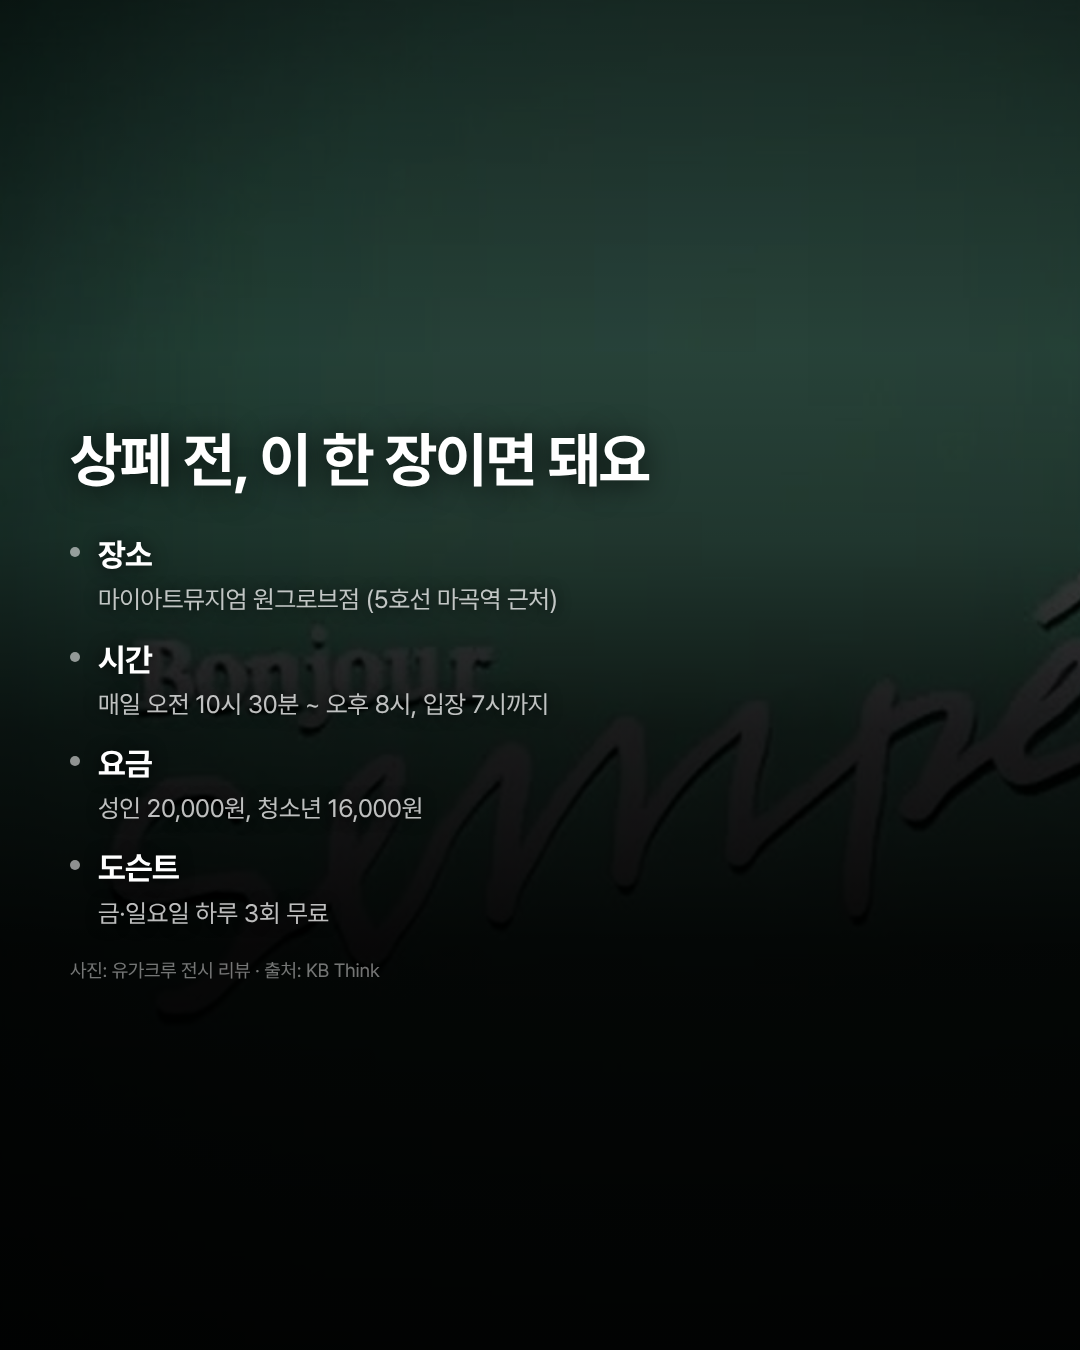 상페 전, 이 한 장이면 돼요
장소
마이아트뮤지엄 원그로브점 (5호선 마곡역 근처)
시간
매일 오전 10시 30분 ~ 오후 8시, 입장 7시까지
요금
성인 20,000원, 청소년 16,000원
도슨트
금·일요일 하루 3회 무료
사진: 유가크루 전시 리뷰 · 출처: KB Think
Bonjour
Sempé